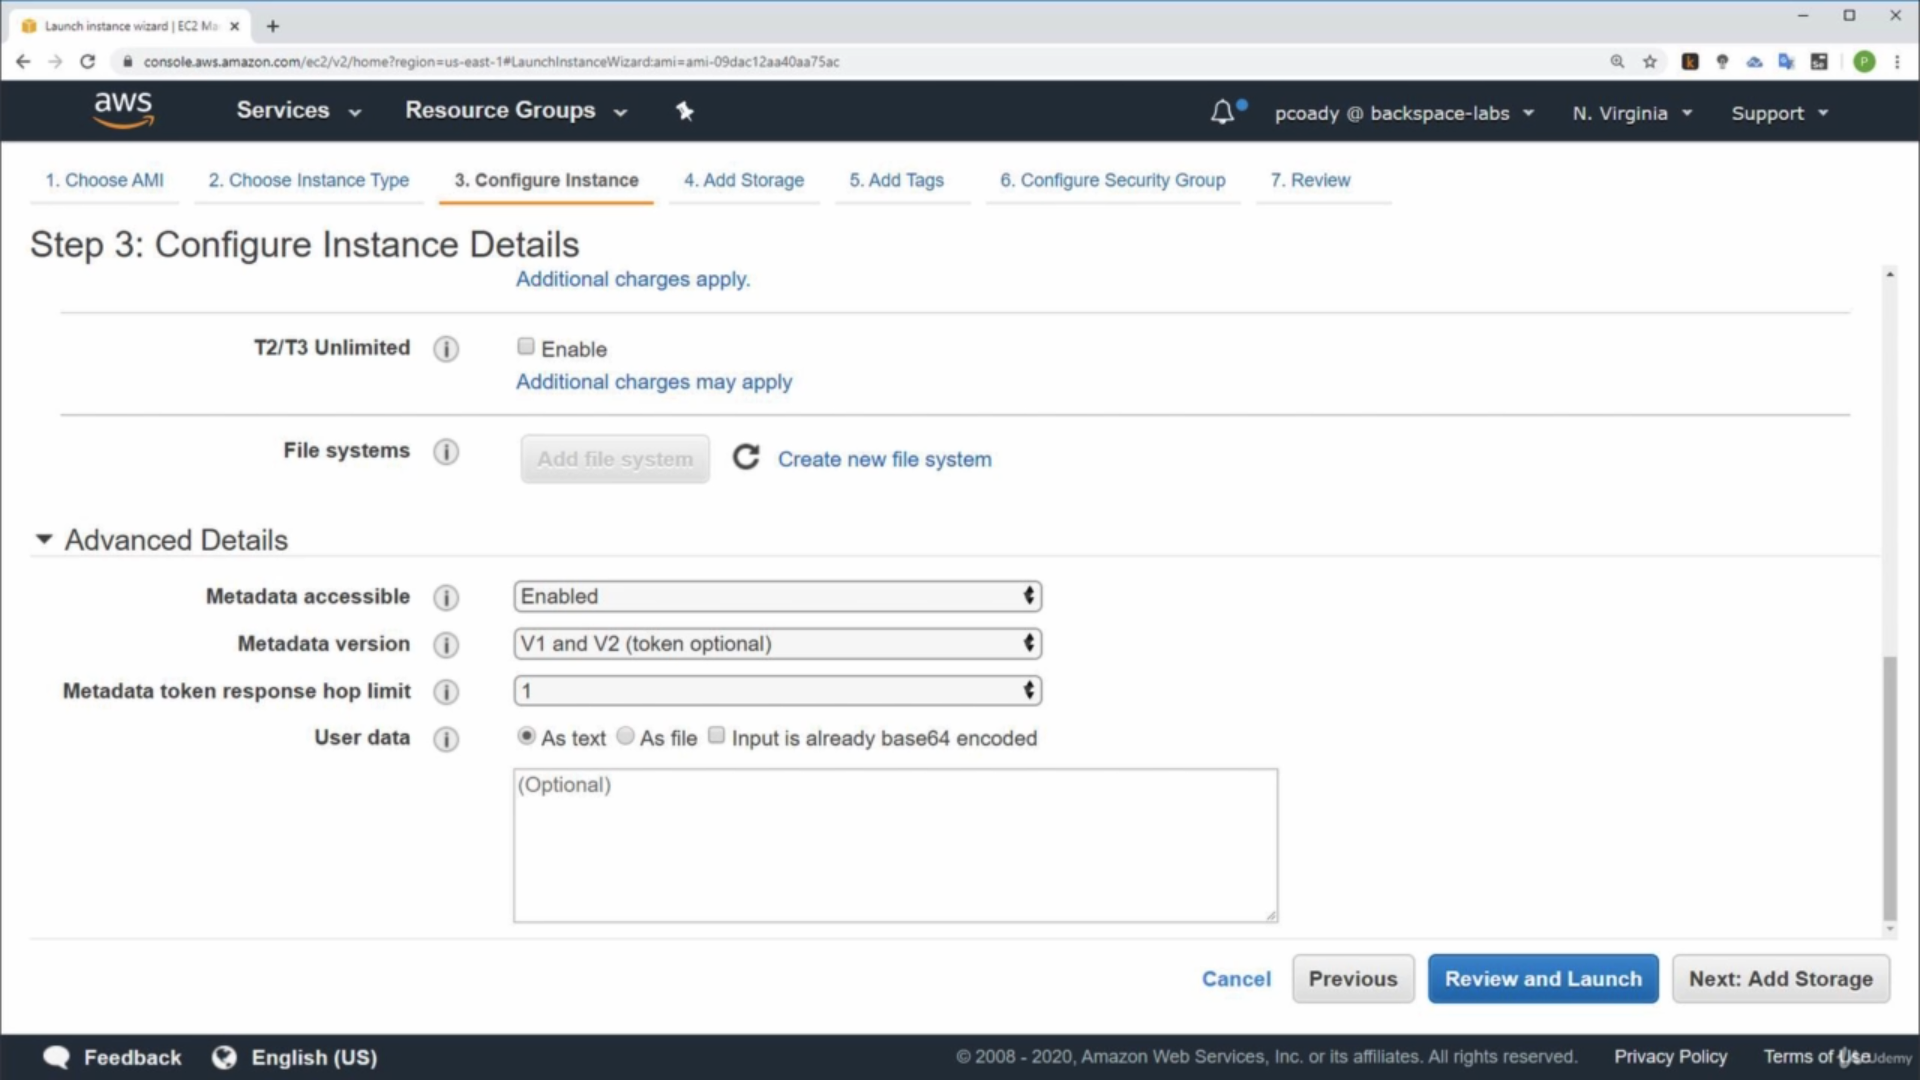 Launch instance wizard | EC2 Ma
console.aws.amazon.com/ec2/v2/home?region=us-east-1#LaunchInstanceWizard:ami=ami-09dac12aa40aa75ac
P
aws
Services
Resource Groups
pcoady @ backspace-labs
N. Virginia
Support
1. Choose AMI
2. Choose Instance Type
3. Configure Instance
4. Add Storage
5. Add Tags
6. Configure Security Group
7. Review
Step 3: Configure Instance Details
Additional charges apply.
T2/T3 Unlimited
Enable
Additional charges may apply
File systems
Add file system
Create new file system
Advanced Details
Metadata accessible
Enabled
Metadata version
V1 and V2 (token optional)
Metadata token response hop limit
1
User data
As text
As file
Input is already base64 encoded
(Optional)
Cancel
Previous
Review and Launch
Next: Add Storage
Feedback
English (US)
© 2008 - 2020, Amazon Web Services, Inc. or its affiliates. All rights reserved.
Privacy Policy
Terms of Use